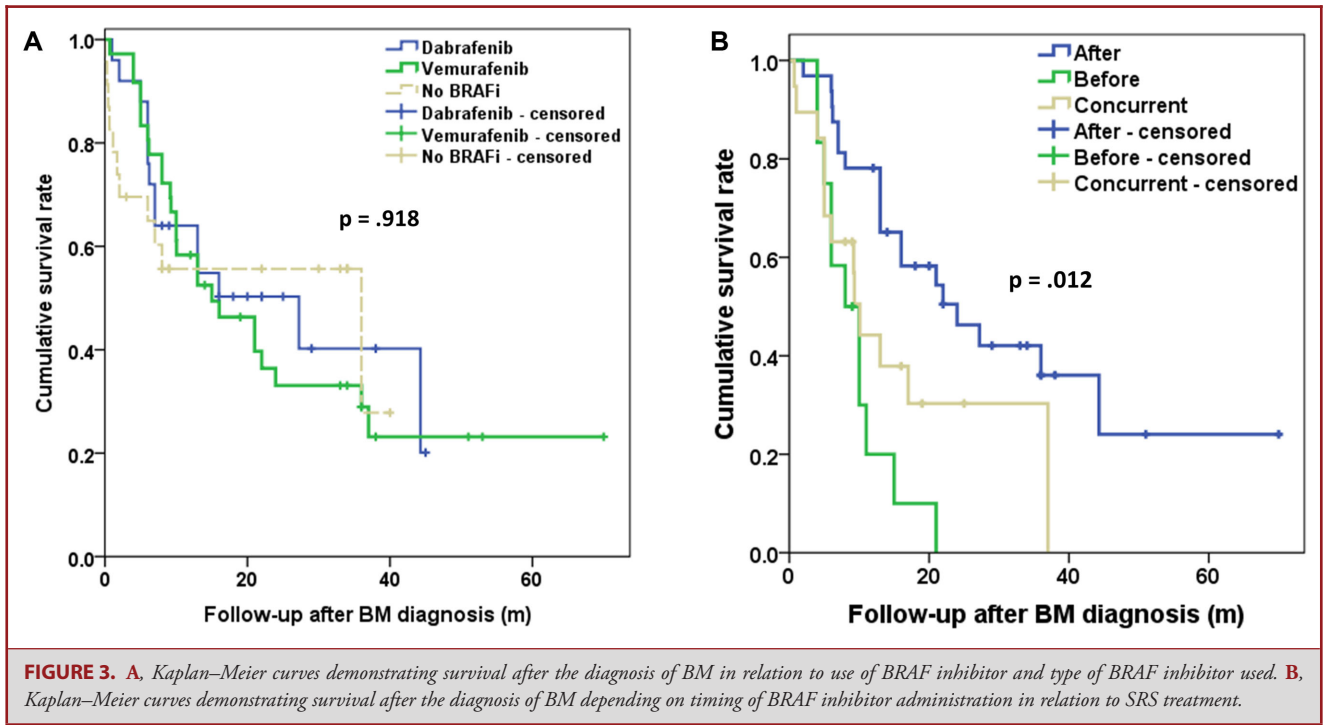 A
Dabrafenib
Vemurafenib
No BRAFi
Dabrafenib - censored
Vemurafenib - censored
No BRAFi - censored
p = .918
Cumulative survival rate
1.0
0.8
0.6
0.4
0.2
0.0
0 20 40 60
Follow-up after BM diagnosis (m)
B
After
Before
Concurrent
After - censored
Before - censored
Concurrent - censored
p = .012
Cumulative survival rate
1.0
0.8
0.6
0.4
0.2
0.0
0 20 40 60
Follow-up after BM diagnosis (m)
FIGURE 3. A, Kaplan–Meier curves demonstrating survival after the diagnosis of BM in relation to use of BRAF inhibitor and type of BRAF inhibitor used. B,
Kaplan–Meier curves demonstrating survival after the diagnosis of BM depending on timing of BRAF inhibitor administration in relation to SRS treatment.